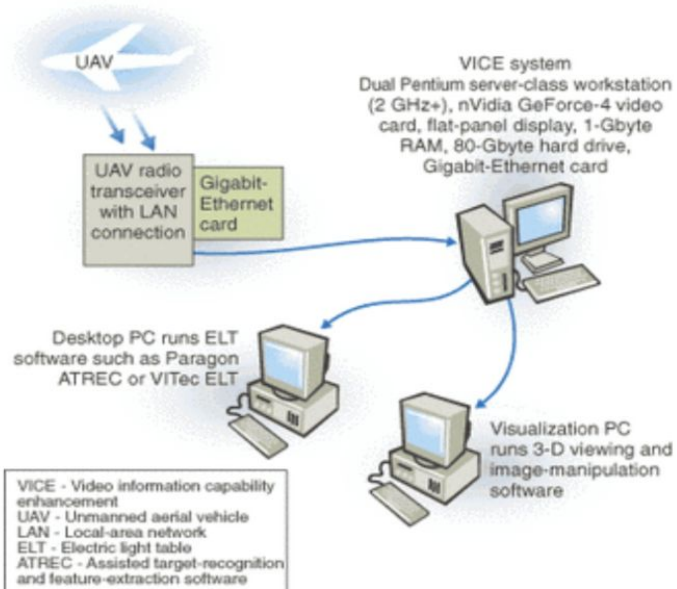 UAV
VICE system
Dual Pentium server-class workstation
(2 GHz+), nVidia GeForce-4 video
card, flat-panel display, 1-Gbyte
RAM, 80-Gbyte hard drive,
Gigabit-Ethernet card
UAV radio
transceiver
with LAN
connection
Gigabit-
Ethernet
card
Desktop PC runs ELT
software such as Paragon
ATREC or VITec ELT
Visualization PC
runs 3-D viewing and
image-manipulation
software
VICE - Video information capability
enhancement
UAV - Unmanned aerial vehicle
LAN - Local-area network
ELT - Electric light table
ATREC - Assisted target-recognition
and feature-extraction software